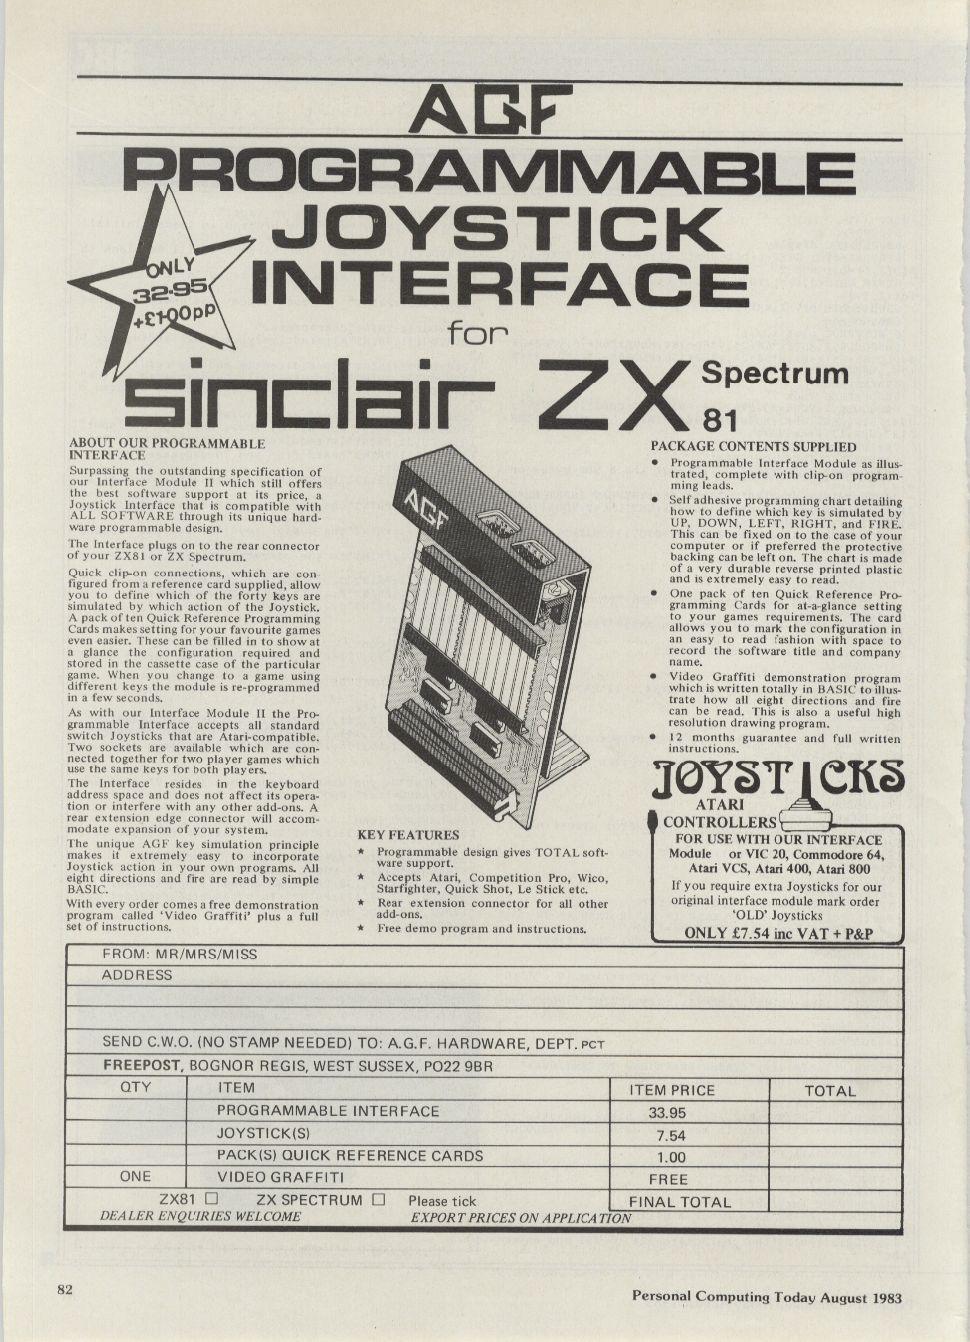 AGF
PROGRAMMABLE
JOYSTICK
INTERFACE
ONLY
32·95
+£1·00pp
for
sinclair ZX Spectrum
81
ABOUT OUR PROGRAMMABLE
INTERFACE
Surpassing the outstanding specification of
our Interface Module II which still offers
the best software support at its price, a
Joystick Interface that is compatible with
ALL SOFTWARE through its unique hard-
ware programmable design.
The Interface plugs on to the rear connector
of your ZX81 or ZX Spectrum.
Quick clip-on connections, which are con-
figured from a reference card supplied, allow
you to define which of the forty keys are
simulated by which action of the Joystick.
A pack of ten Quick Reference Programming
Cards makes setting for your favourite games
even easier. These can be filled in to show at
a glance the configuration required and
stored in the cassette case of the particular
game. When you change to a game using
different keys the module is re-programmed
in a few seconds.
As with our Interface Module II the Pro-
grammable Interface accepts all standard
switch Joysticks that are Atari-compatible.
Two sockets are available which are con-
nected together for two player games which
use the same keys for both players.
The Interface resides in the keyboard
address space and does not affect its opera-
tion or interfere with any other add-ons. A
rear extension edge connector will accom-
modate expansion of your system.
The unique AGF key simulation principle
makes it extremely easy to incorporate
Joystick action in your own programs. All
eight directions and fire are read by simple
BASIC.
With every order comes a free demonstration
program called 'Video Graffiti' plus a full
set of instructions.
AGF
KEY FEATURES
★ Programmable design gives TOTAL soft-
ware support.
★ Accepts Atari, Competition Pro, Wico,
Starfighter, Quick Shot, Le Stick etc.
★ Rear extension connector for all other
add-ons.
★ Free demo program and instructions.
PACKAGE CONTENTS SUPPLIED
• Programmable Interface Module as illus-
trated, complete with clip-on program-
ming leads.
• Self adhesive programming chart detailing
how to define which key is simulated by
UP, DOWN, LEFT, RIGHT, and FIRE.
This can be fixed on to the case of your
computer or if preferred the protective
backing can be left on. The chart is made
of a very durable reverse printed plastic
and is extremely easy to read.
• One pack of ten Quick Reference Pro-
gramming Cards for at-a-glance setting
to your games requirements. The card
allows you to mark the configuration in
an easy to read fashion with space to
record the software title and company
name.
• Video Graffiti demonstration program
which is written totally in BASIC to illus-
trate how all eight directions and fire
can be read. This is also a useful high
resolution drawing program.
• 12 months guarantee and full written
instructions.
JOYSTICKS
ATARI
CONTROLLERS
FOR USE WITH OUR INTERFACE
Module or VIC 20, Commodore 64,
Atari VCS, Atari 400, Atari 800
If you require extra Joysticks for our
original interface module mark order
'OLD' Joysticks
ONLY £7.54 inc VAT + P&P
FROM: MR/MRS/MISS
ADDRESS
SEND C.W.O. (NO STAMP NEEDED) TO: A.G.F. HARDWARE, DEPT. PCT
FREEPOST, BOGNOR REGIS, WEST SUSSEX, PO22 9BR
QTY ITEM ITEM PRICE TOTAL
PROGRAMMABLE INTERFACE 33.95
JOYSTICK(S) 7.54
PACK(S) QUICK REFERENCE CARDS 1.00
ONE VIDEO GRAFFITI FREE
ZX81 □ ZX SPECTRUM □ Please tick FINAL TOTAL
DEALER ENQUIRIES WELCOME EXPORT PRICES ON APPLICATION
82
Personal Computing Today August 1983